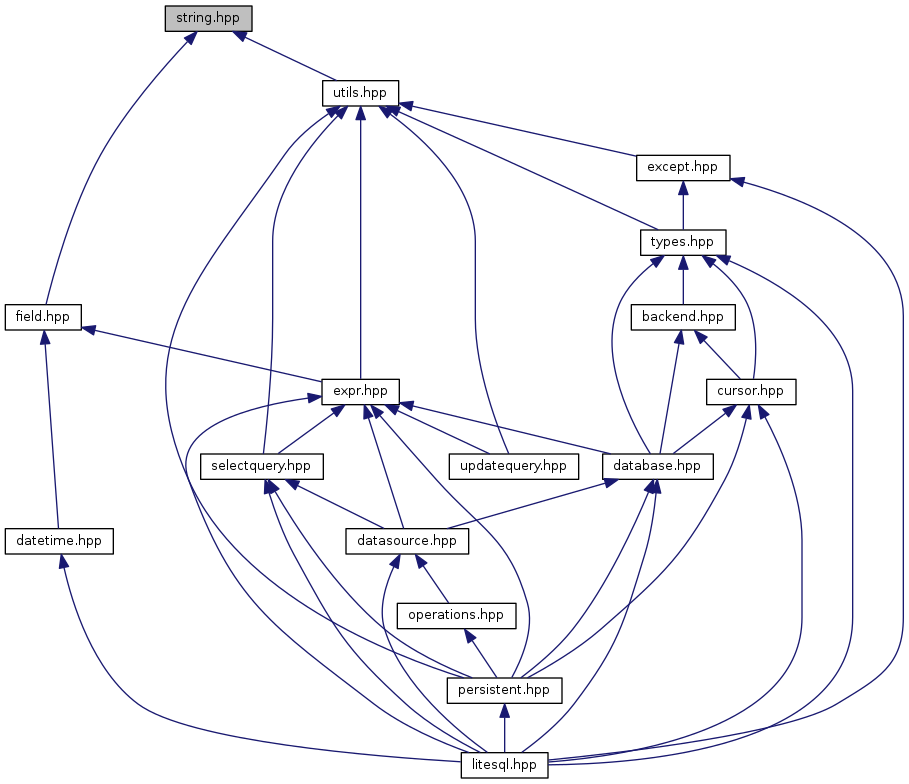 string.hpp
utils.hpp
except.hpp
types.hpp
field.hpp
backend.hpp
expr.hpp
cursor.hpp
selectquery.hpp
updatequery.hpp
database.hpp
datetime.hpp
datasource.hpp
operations.hpp
persistent.hpp
litesql.hpp